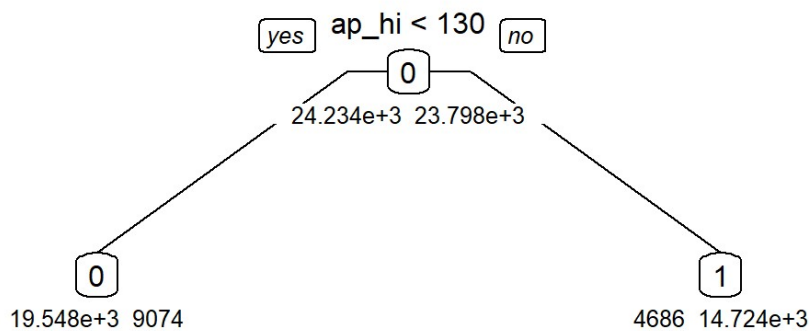 yes ap_hi < 130 no
0
24.234e+3 23.798e+3
0 1
19.548e+3 9074 4686 14.724e+3